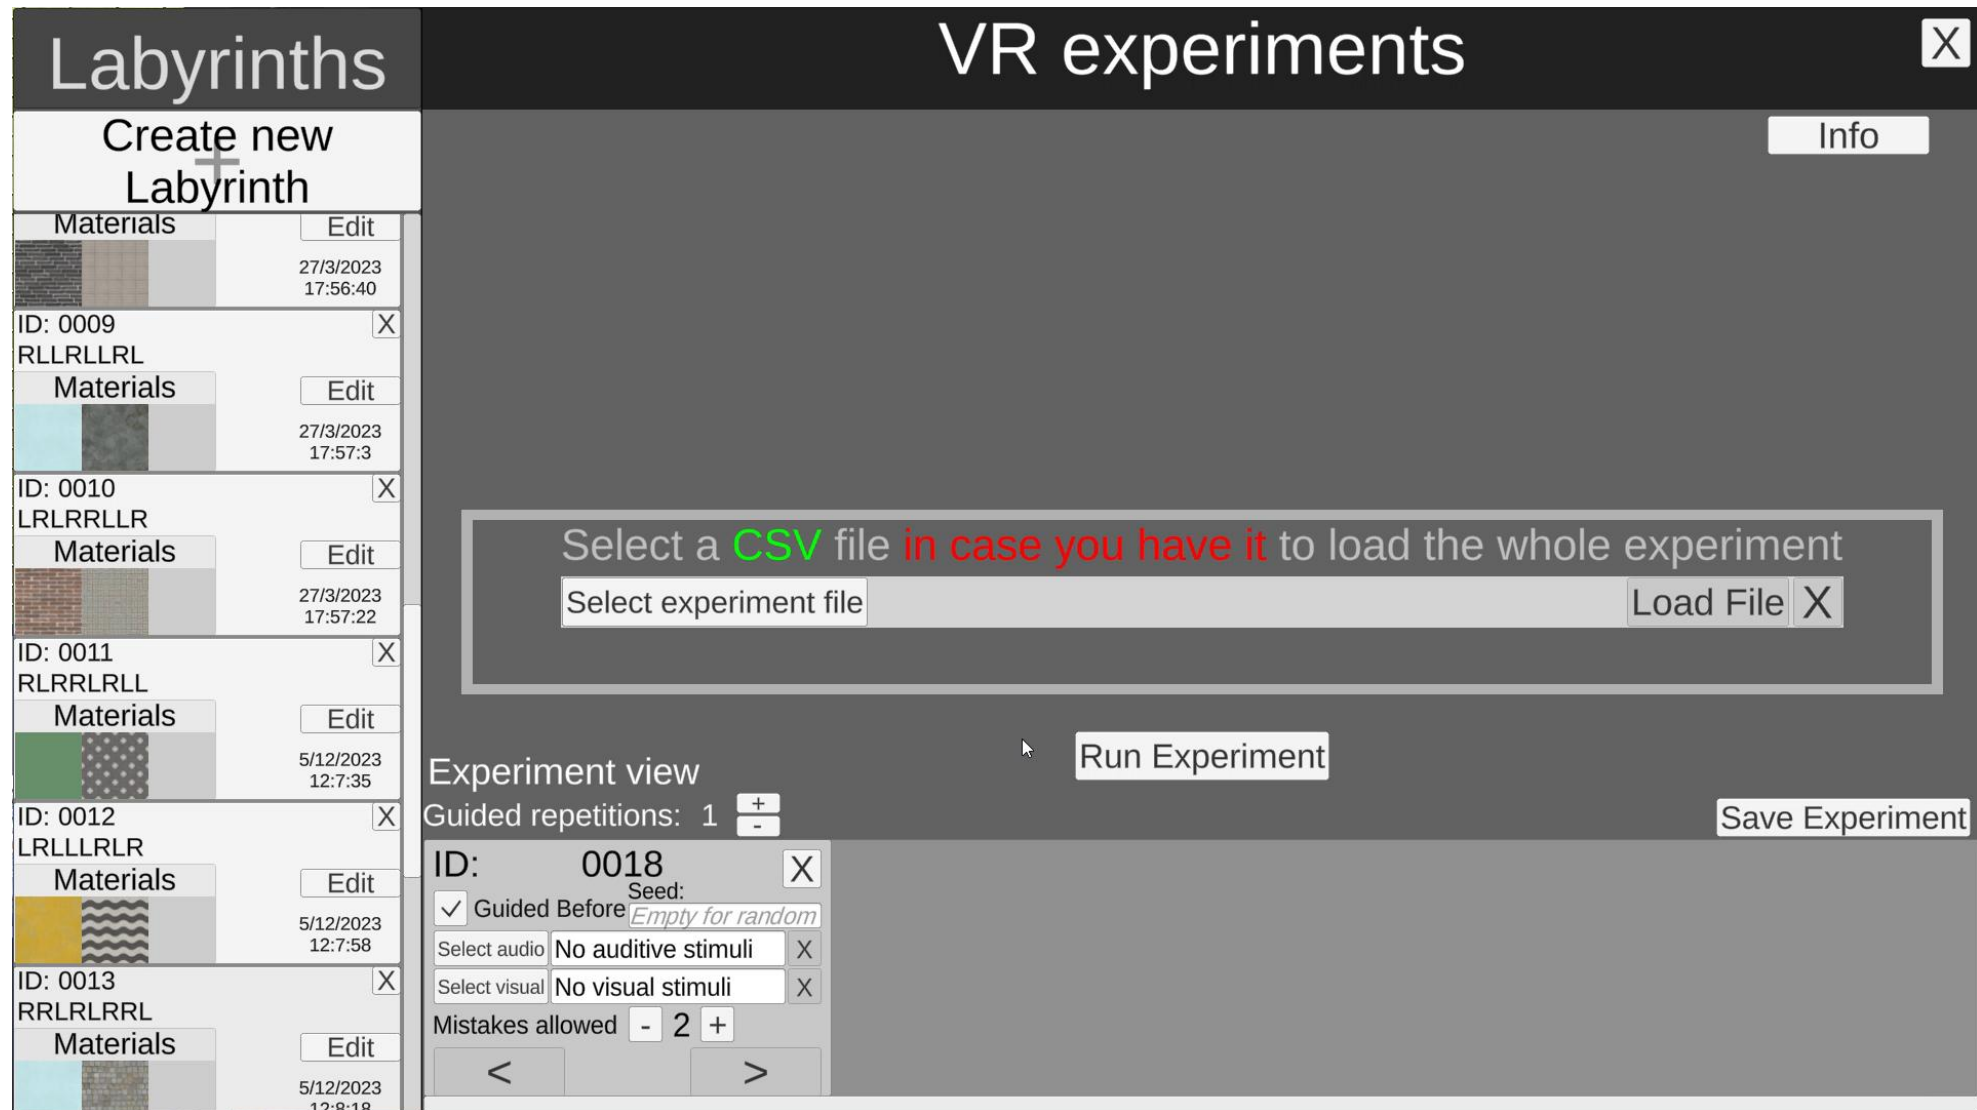 Labyrinths
VR experiments
X
Create new
Labyrinth
+
Info
Materials
Edit
27/3/2023
17:56:40
ID: 0009
X
RLLRLLRL
Materials
Edit
27/3/2023
17:57:3
ID: 0010
X
LRLRRLLR
Materials
Edit
27/3/2023
17:57:22
ID: 0011
X
RLRRLRLL
Materials
Edit
5/12/2023
12:7:35
ID: 0012
X
LRLLLRLR
Materials
Edit
5/12/2023
12:7:58
ID: 0013
X
RRLRLRRL
Materials
Edit
5/12/2023
12:8:18
Select a CSV file in case you have it to load the whole experiment
Select experiment file
Load File X
Run Experiment
Experiment view
Guided repetitions: 1 + -
Save Experiment
ID: 0018 X
Seed:
Guided Before Empty for random
Select audio No auditive stimuli X
Select visual No visual stimuli X
Mistakes allowed - 2 +
< >